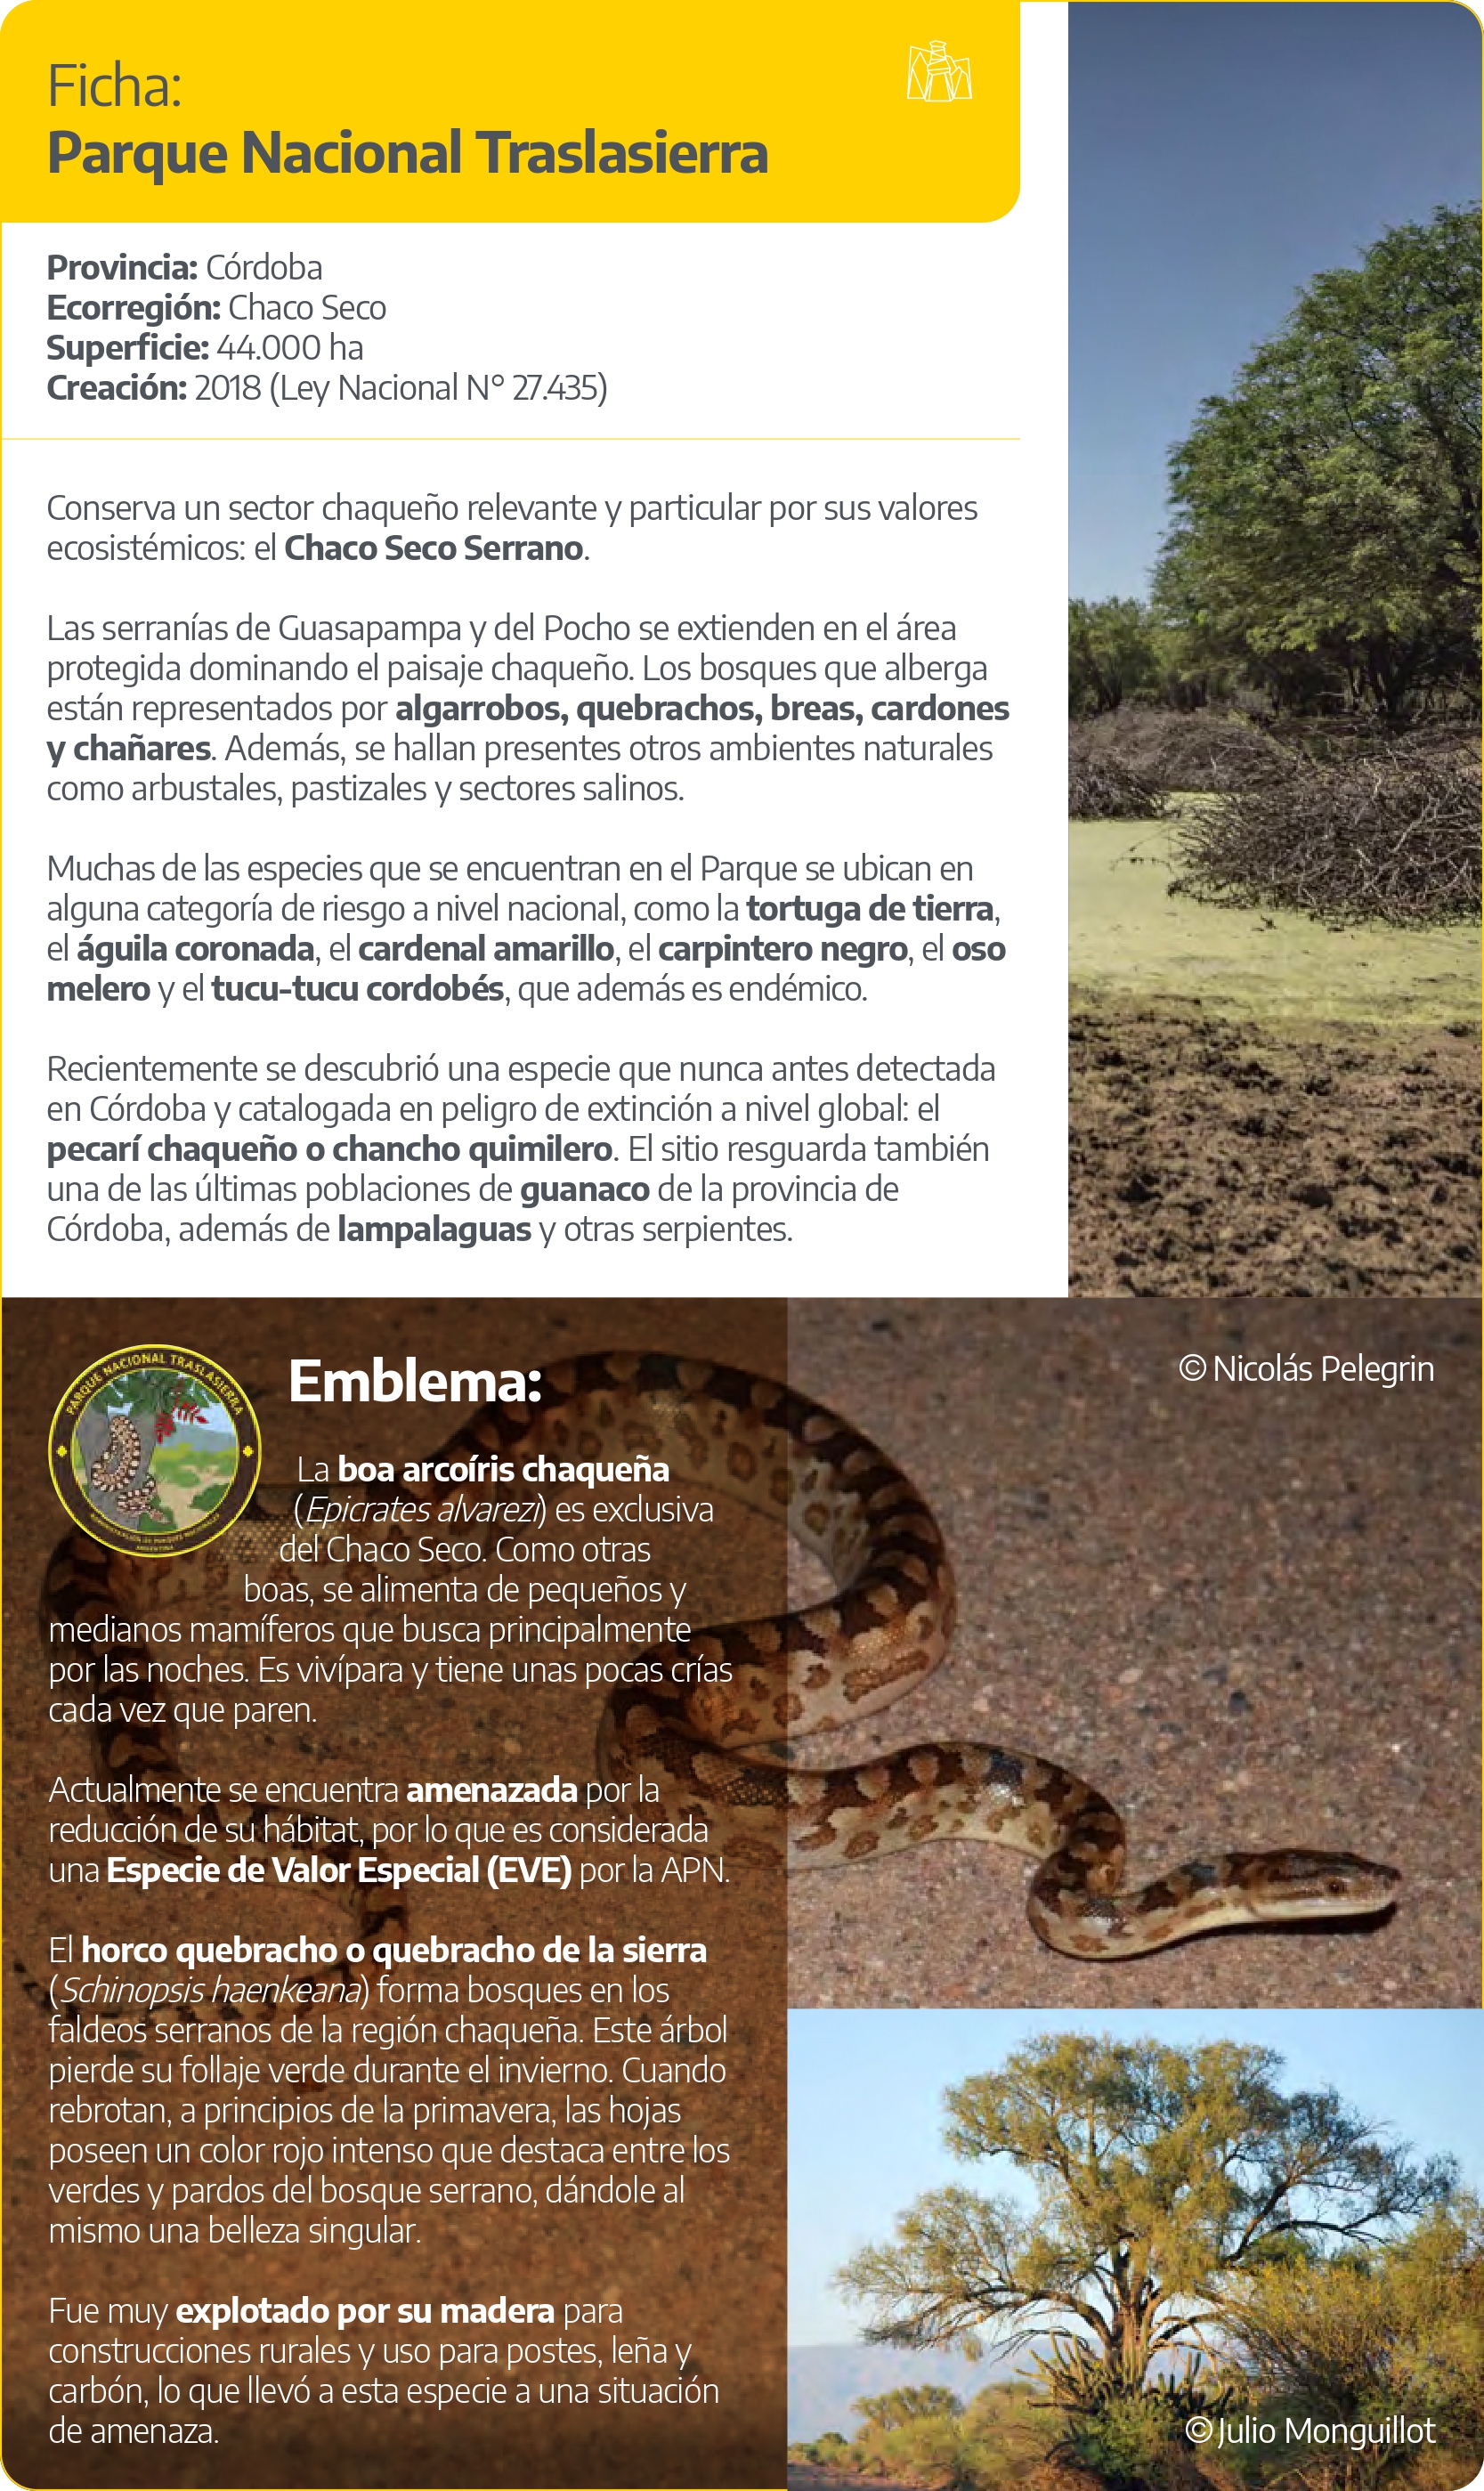 Ficha:
Parque Nacional Traslasierra
Provincia: Córdoba
Ecorregión: Chaco Seco
Superficie: 44.000 ha
Creación: 2018 (Ley Nacional N° 27.435)
Conserva un sector chaqueño relevante y particular por sus valores
ecosistémicos: el Chaco Seco Serrano.
Las serranías de Guasapampa y del Pocho se extienden en el área
protegida dominando el paisaje chaqueño. Los bosques que alberga
están representados por algarrobos, quebrachos, breas, cardones
y chañares. Además, se hallan presentes otros ambientes naturales
como arbustales, pastizales y sectores salinos.
Muchas de las especies que se encuentran en el Parque se ubican en
alguna categoría de riesgo a nivel nacional, como la tortuga de tierra,
el águila coronada, el cardenal amarillo, el carpintero negro, el oso
melero y el tucu-tucu cordobés, que además es endémico.
Recientemente se descubrió una especie que nunca antes detectada
en Córdoba y catalogada en peligro de extinción a nivel global: el
pecarí chaqueño o chancho quimilero. El sitio resguarda también
una de las últimas poblaciones de guanaco de la provincia de
Córdoba, además de lampalaguas y otras serpientes.
PARQUE NACIONAL TRASLASIERRA
ADMINISTRACIÓN DE PARQUES NACIONALES
ARGENTINA
Emblema:
© Nicolás Pelegrin
La boa arcoíris chaqueña
(Epicrates alvarezi) es exclusiva
del Chaco Seco. Como otras
boas, se alimenta de pequeños y
medianos mamíferos que busca principalmente
por las noches. Es vivípara y tiene unas pocas crías
cada vez que paren.
Actualmente se encuentra amenazada por la
reducción de su hábitat, por lo que es considerada
una Especie de Valor Especial (EVE) por la APN.
El horco quebracho o quebracho de la sierra
(Schinopsis haenkeana) forma bosques en los
faldeos serranos de la región chaqueña. Este árbol
pierde su follaje verde durante el invierno. Cuando
rebrotan, a principios de la primavera, las hojas
poseen un color rojo intenso que destaca entre los
verdes y pardos del bosque serrano, dándole al
mismo una belleza singular.
Fue muy explotado por su madera para
construcciones rurales y uso para postes, leña y
carbón, lo que llevó a esta especie a una situación
de amenaza.
© Julio Monguillot